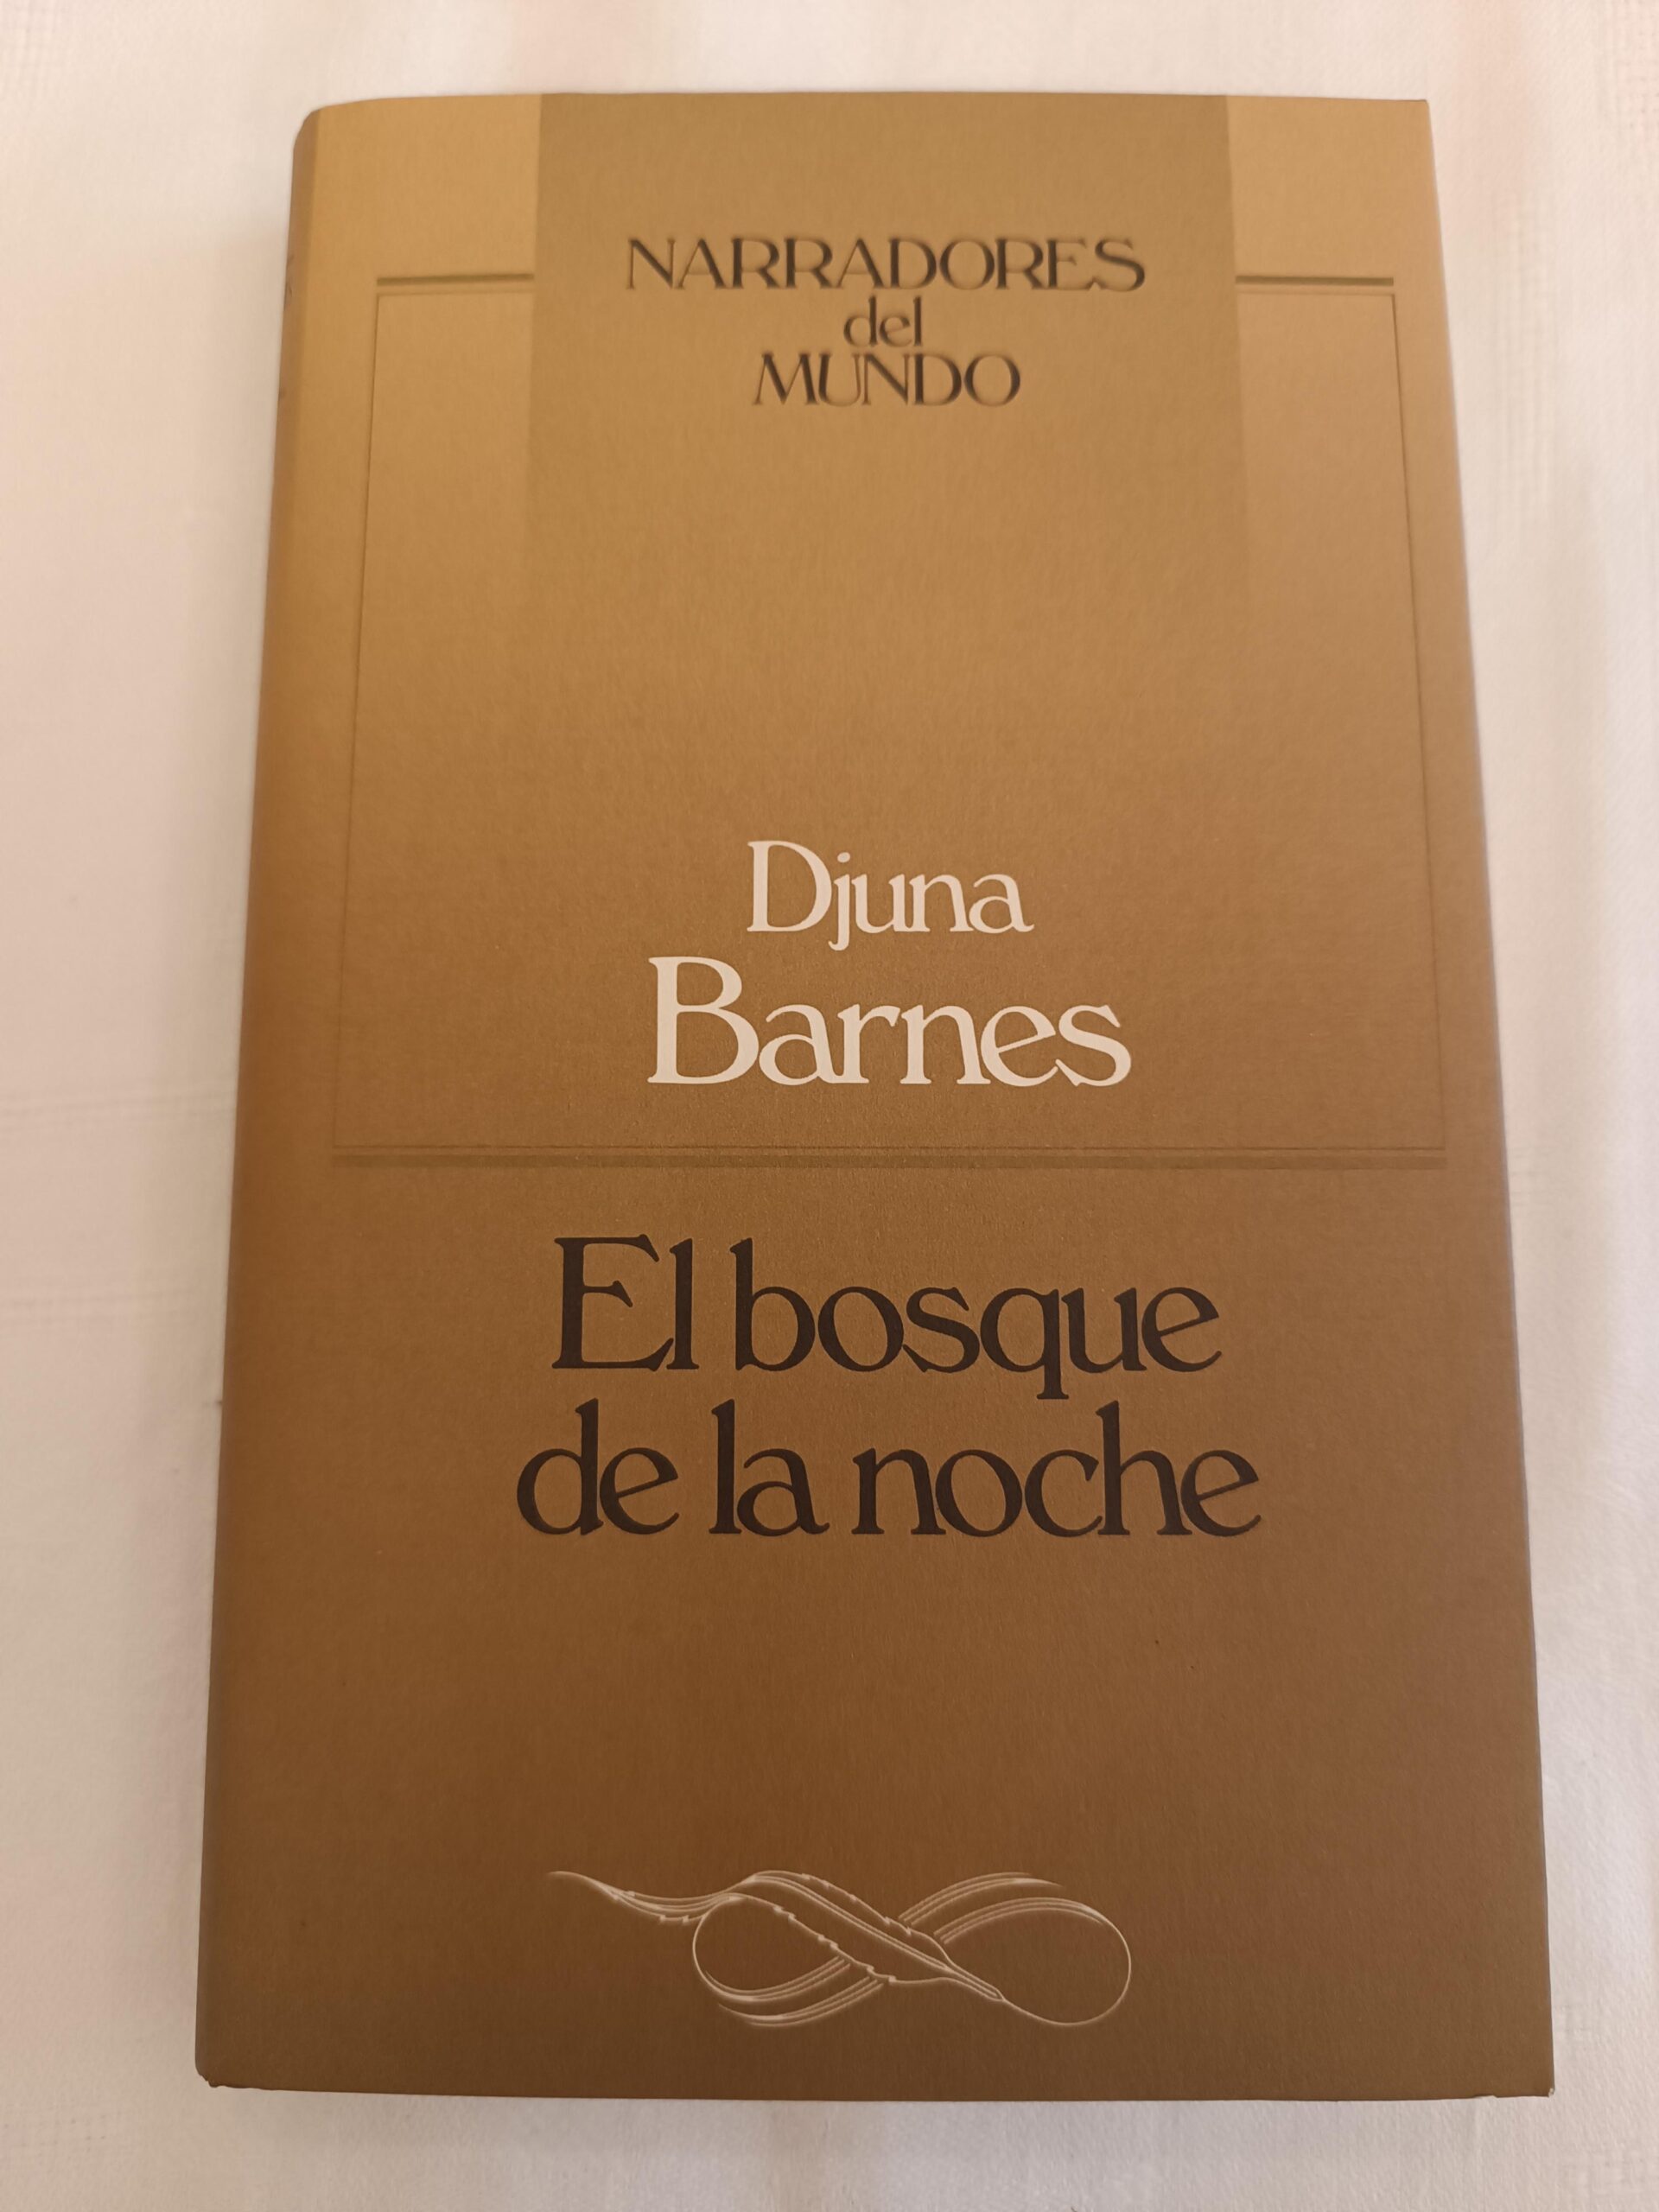 NARRADORES
del
MUNDO
Djuna
Barnes
El bosque
de la noche